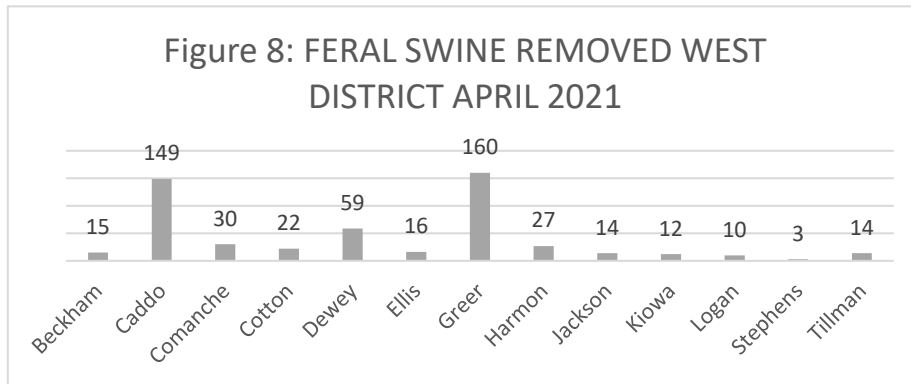 Figure 8: FERAL SWINE REMOVED WEST
DISTRICT APRIL 2021
15
149
30
22
59
16
160
27
14
12
10
3
14
Beckham
Caddo
Comanche
Cotton
Dewey
Ellis
Greer
Harmon
Jackson
Kiowa
Logan
Stephens
Tillman